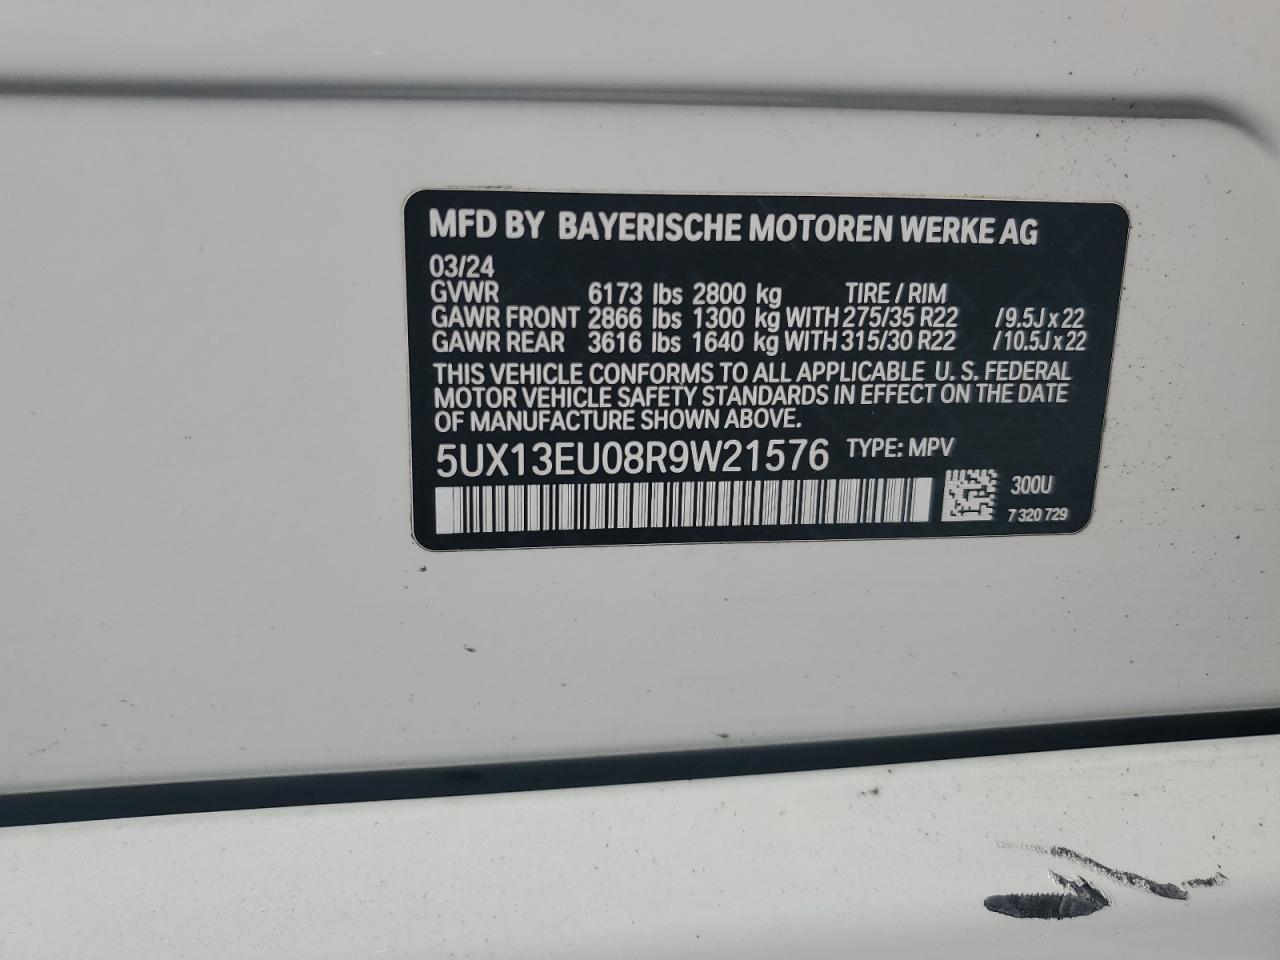 MFD BY BAYERISCHE MOTOREN WERKE AG
03/24
GVWR 6173 lbs 2800 kg TIRE / RIM
GAWR FRONT 2866 lbs 1300 kg WITH 275/35 R22 / 9.5J x 22
GAWR REAR 3616 lbs 1640 kg WITH 315/30 R22 / 10.5J x 22
THIS VEHICLE CONFORMS TO ALL APPLICABLE U. S. FEDERAL
MOTOR VEHICLE SAFETY STANDARDS IN EFFECT ON THE DATE
OF MANUFACTURE SHOWN ABOVE.
5UX13EU08R9W21576 TYPE: MPV
300U
7 320 729